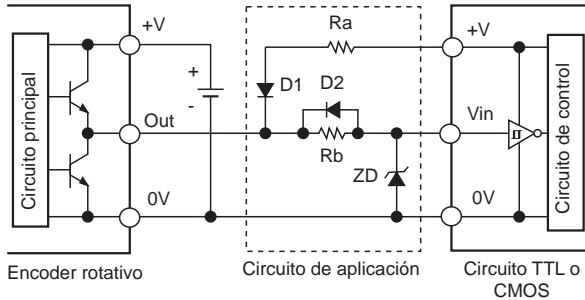 +V
Ra
+V
Circuito principal
+
-
D1
D2
Out
Rb
Vin
ZD
Circuito de control
0V
0V
Encoder rotativo
Circuito de aplicación
Circuito TTL o
CMOS